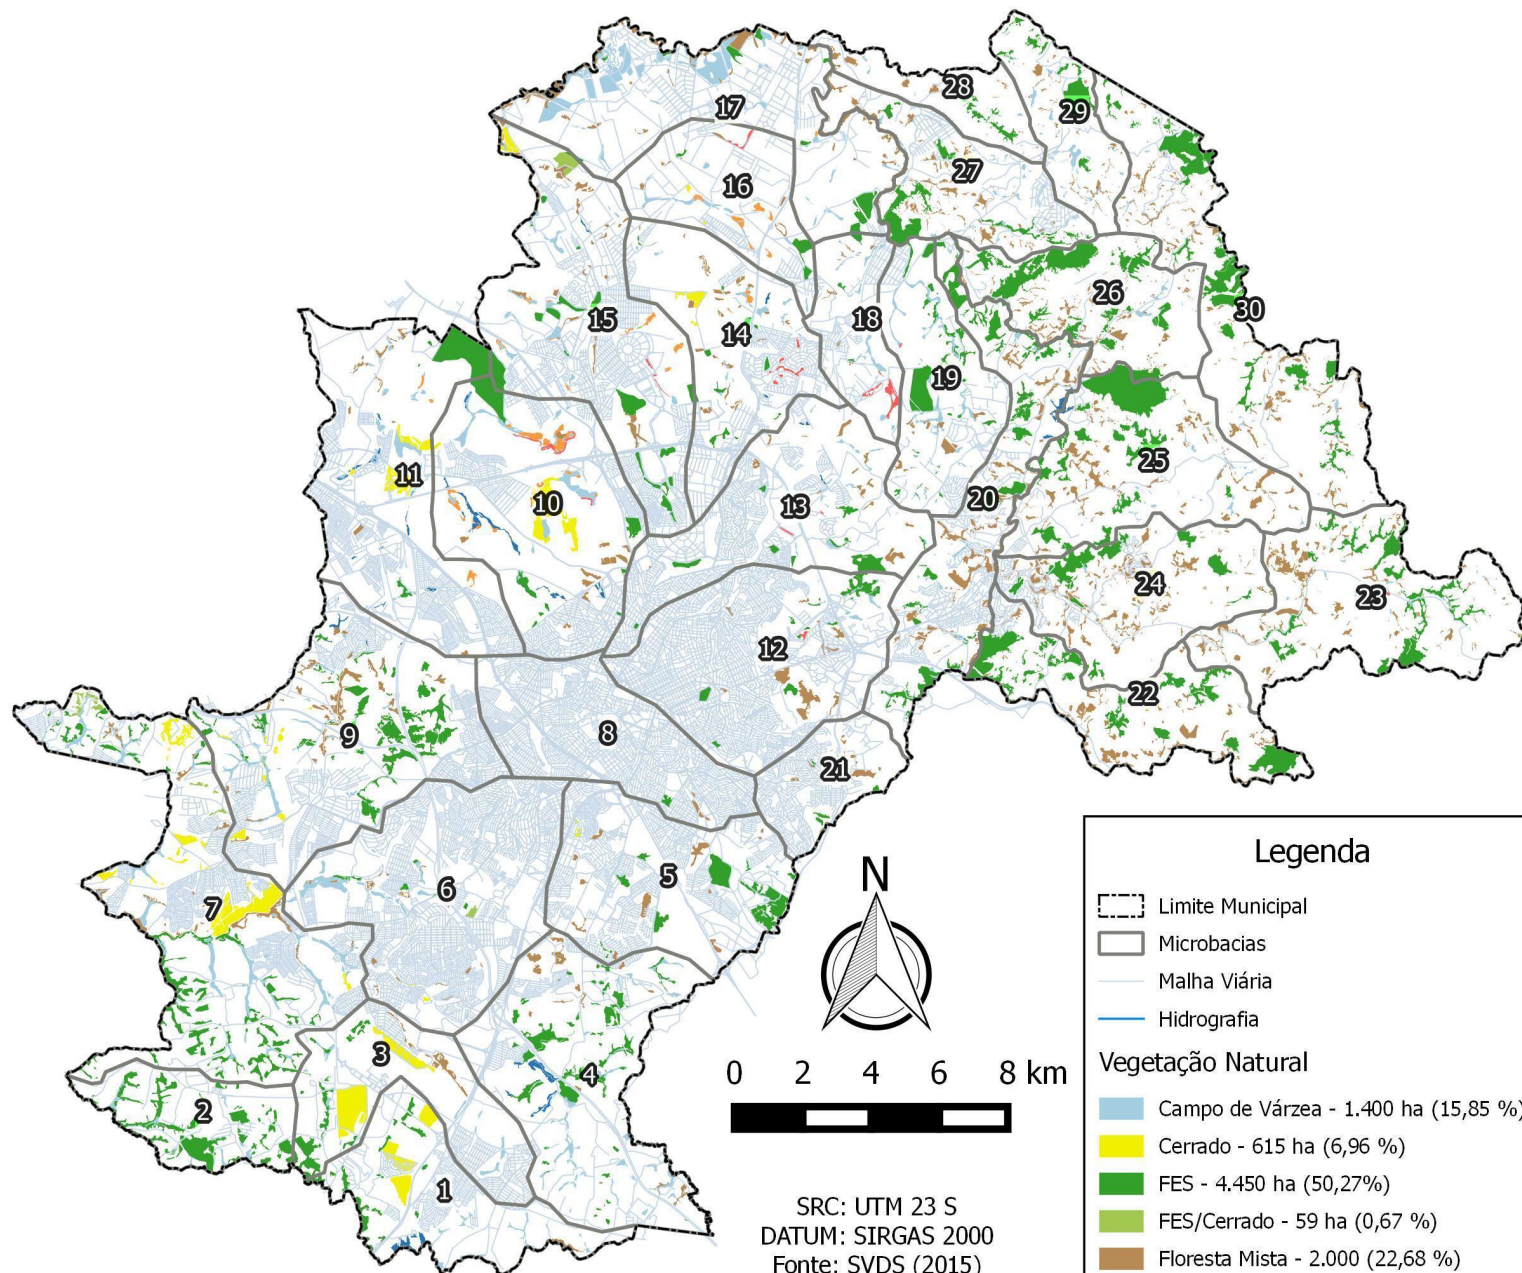 28
29
17
27
16
26
30
15
18
14
19
25
11
10
13
20
24
23
12
22
9
8
21
5
6
7
3
4
2
1
N
0 2 4 6 8 km
SRC: UTM 23 S
DATUM: SIRGAS 2000
Fonte: SVDS (2015)
Legenda
Limite Municipal
Microbacias
Malha Viária
Hidrografia
Vegetação Natural
Campo de Várzea - 1.400 ha (15,85 %)
Cerrado - 615 ha (6,96 %)
FES - 4.450 ha (50,27%)
FES/Cerrado - 59 ha (0,67 %)
Floresta Mista - 2.000 (22,68 %)